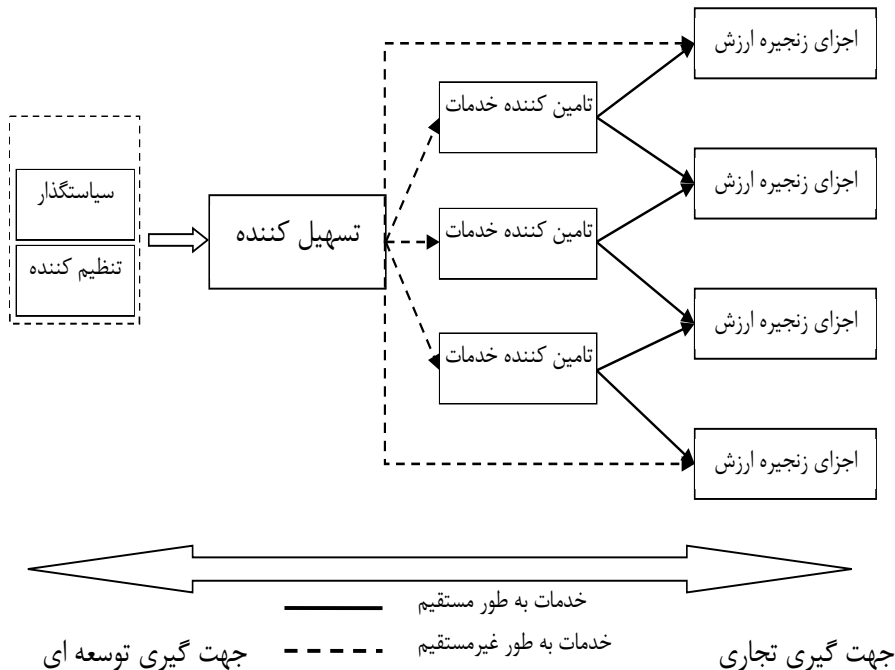 اجزای زنجیره ارزش
تامین کننده خدمات
اجزای زنجیره ارزش
سیاستگذار
تسهیل کننده
تامین کننده خدمات
تنظیم کننده
اجزای زنجیره ارزش
تامین کننده خدمات
اجزای زنجیره ارزش
خدمات به طور مستقیم
خدمات به طور غیرمستقیم
جهت گیری تجاری
جهت گیری توسعه ای